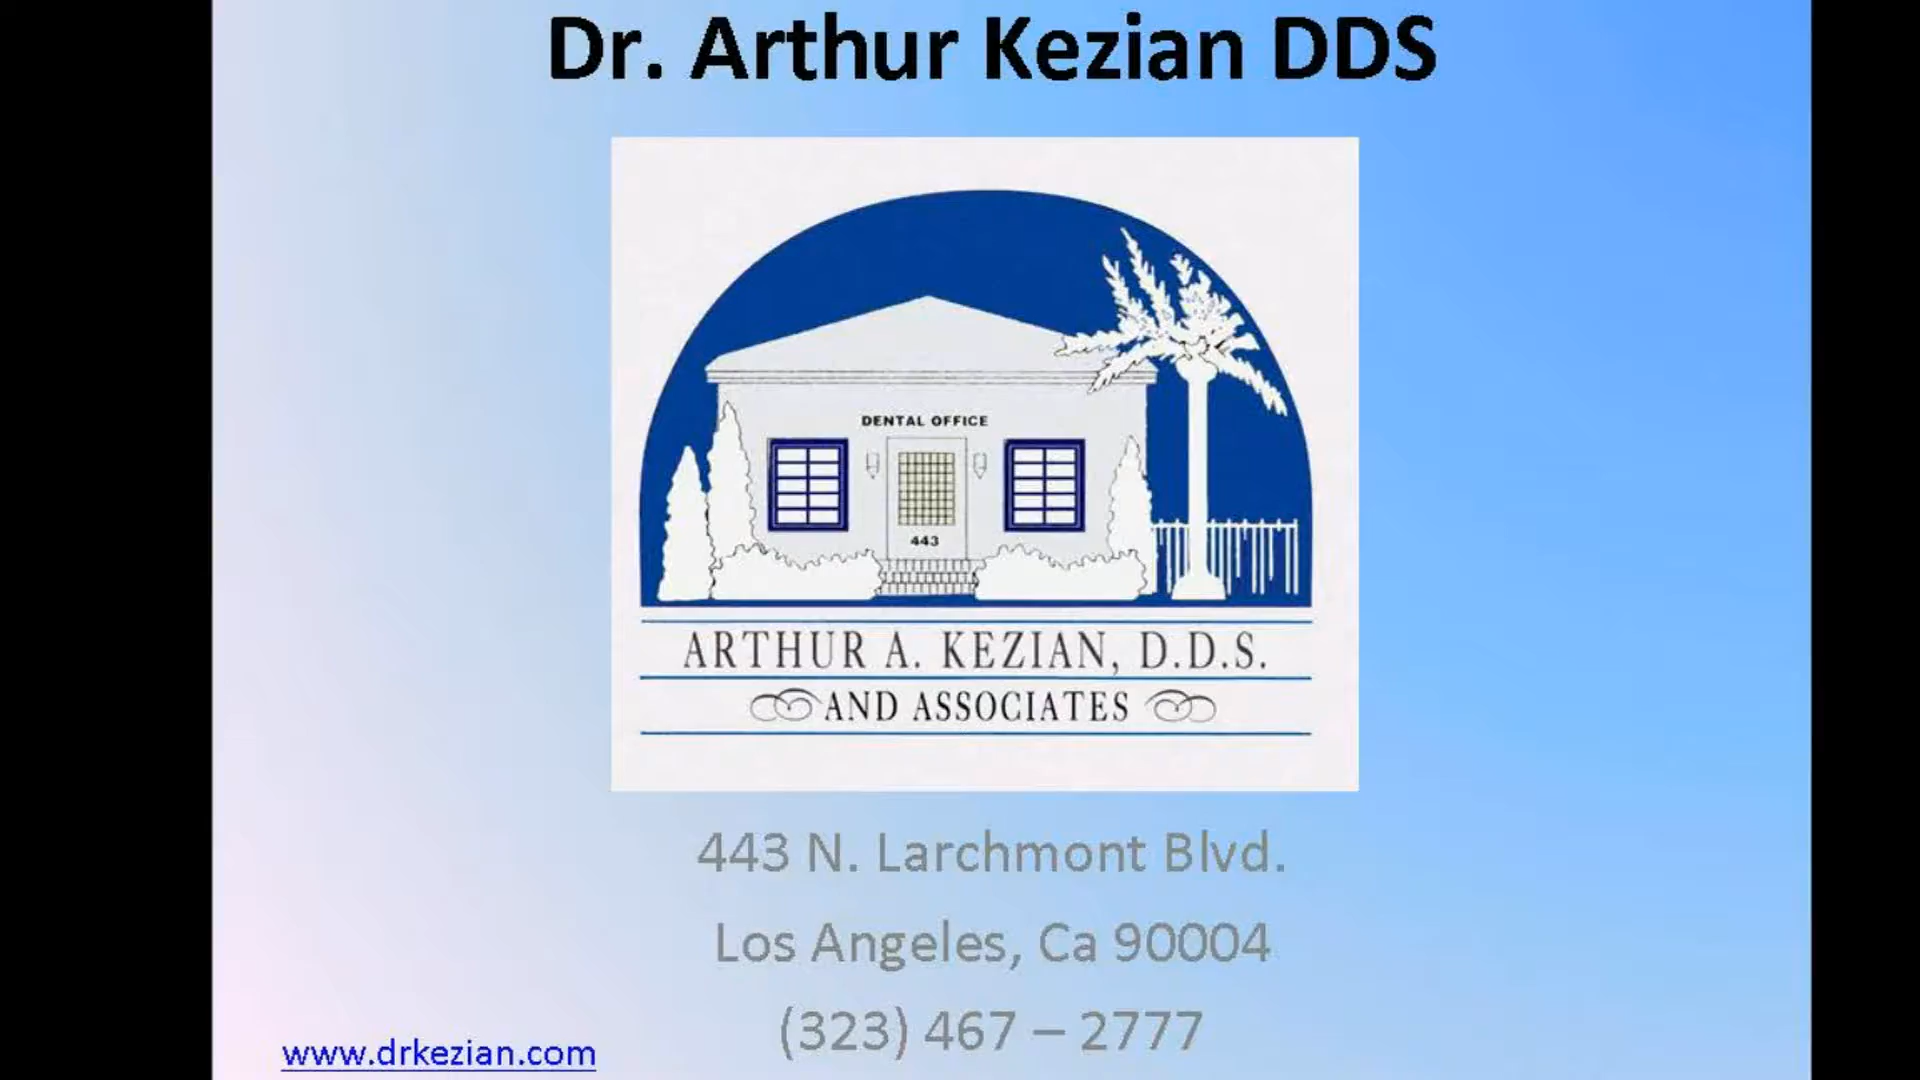 Dr. Arthur Kezian DDS
DENTAL OFFICE
443
ARTHUR A. KEZIAN, D.D.S.
AND ASSOCIATES
443 N. Larchmont Blvd.
Los Angeles, Ca 90004
(323) 467 – 2777
www.drkezian.com